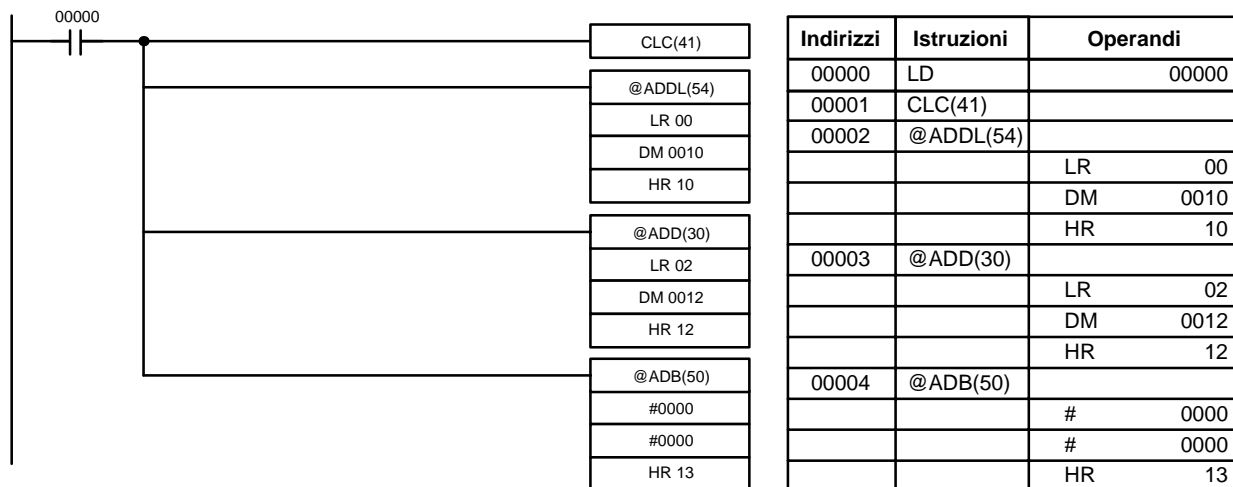 00000
CLC(41)
@ADDL(54)
LR 00
DM 0010
HR 10
@ADD(30)
LR 02
DM 0012
HR 12
@ADB(50)
#0000
#0000
HR 13
Indirizzi Istruzioni Operandi
00000 LD 00000
00001 CLC(41)
00002 @ADDL(54)
LR 00
DM 0010
HR 10
00003 @ADD(30)
LR 02
DM 0012
HR 12
00004 @ADB(50)
# 0000
# 0000
HR 13